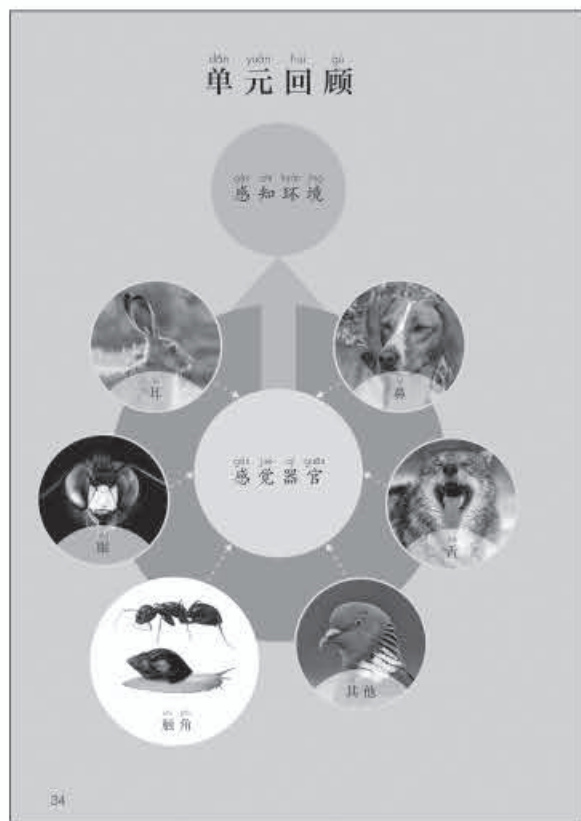 dān yuán huí gù
单元回顾
gǎn zhī huán jìng
感知环境
耳
鼻
gǎn jué qì guān
感觉器官
眼
舌
触角
其他
34